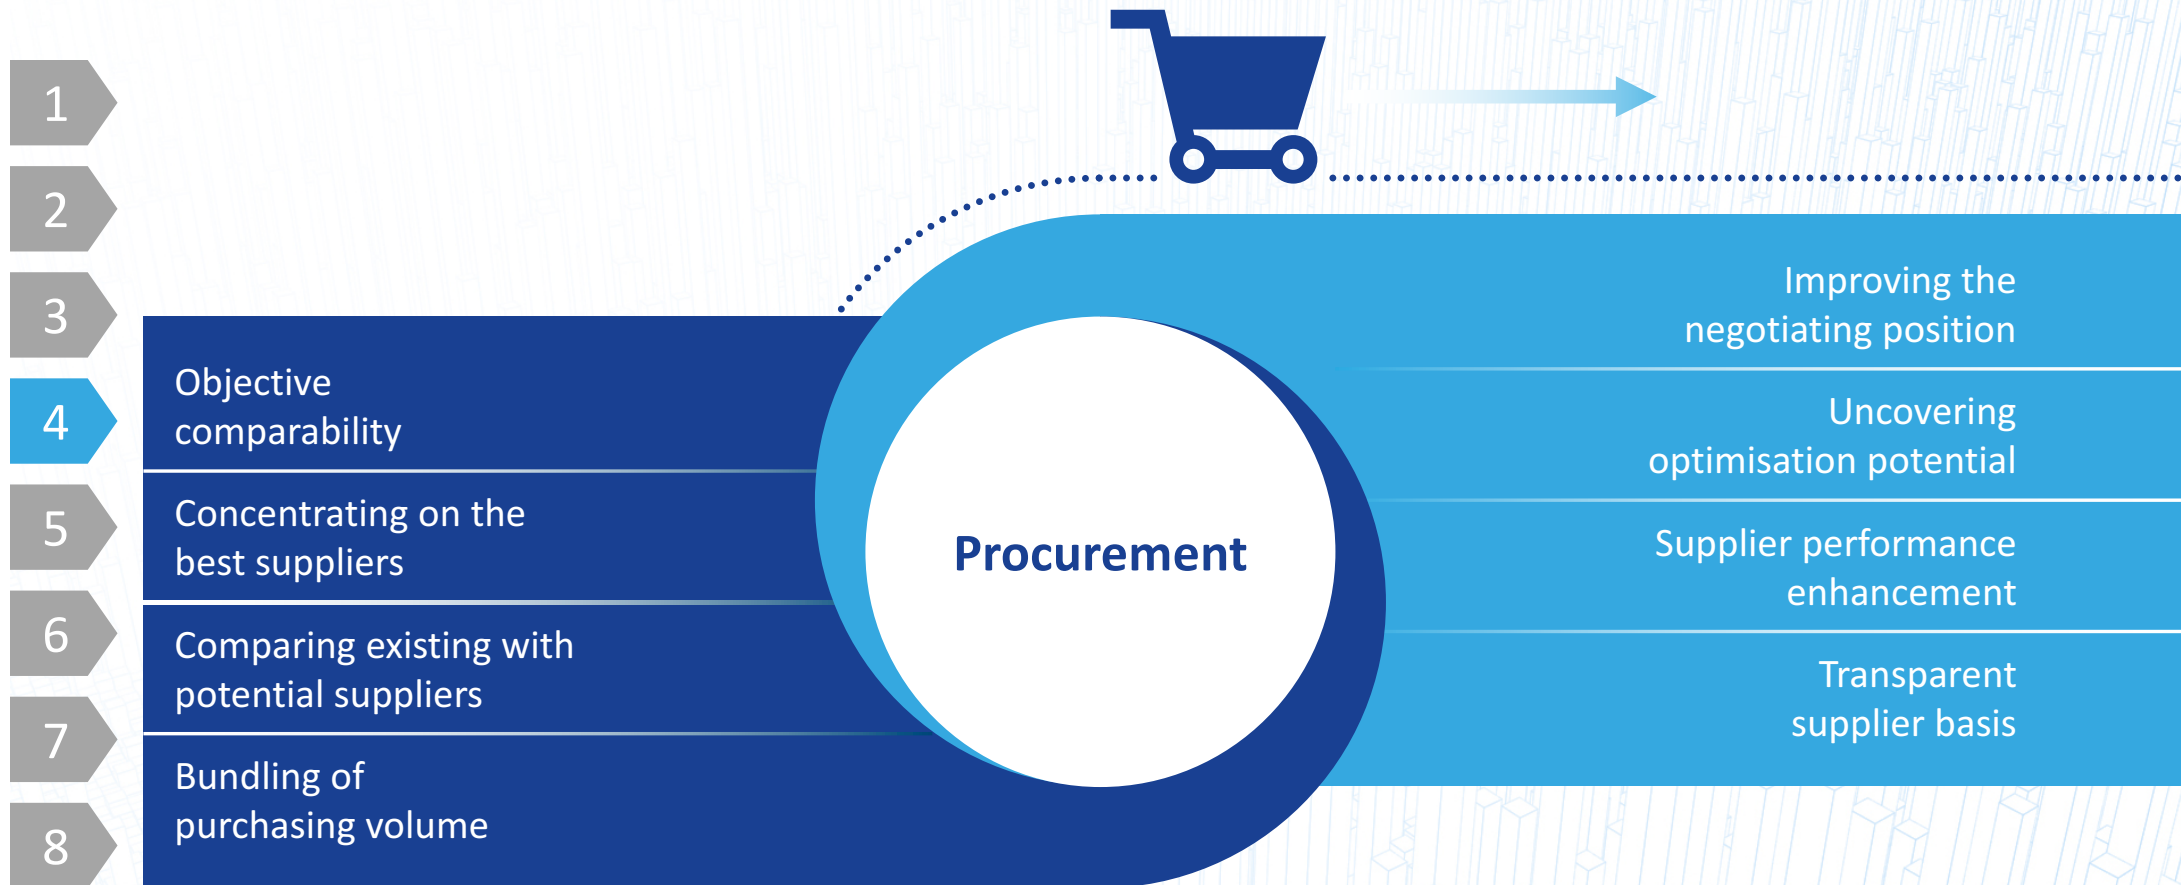 1
2
3
4
5
6
7
8
Objective
comparability
Concentrating on the
best suppliers
Comparing existing with
potential suppliers
Bundling of
purchasing volume
Procurement
Improving the
negotiating position
Uncovering
optimisation potential
Supplier performance
enhancement
Transparent
supplier basis